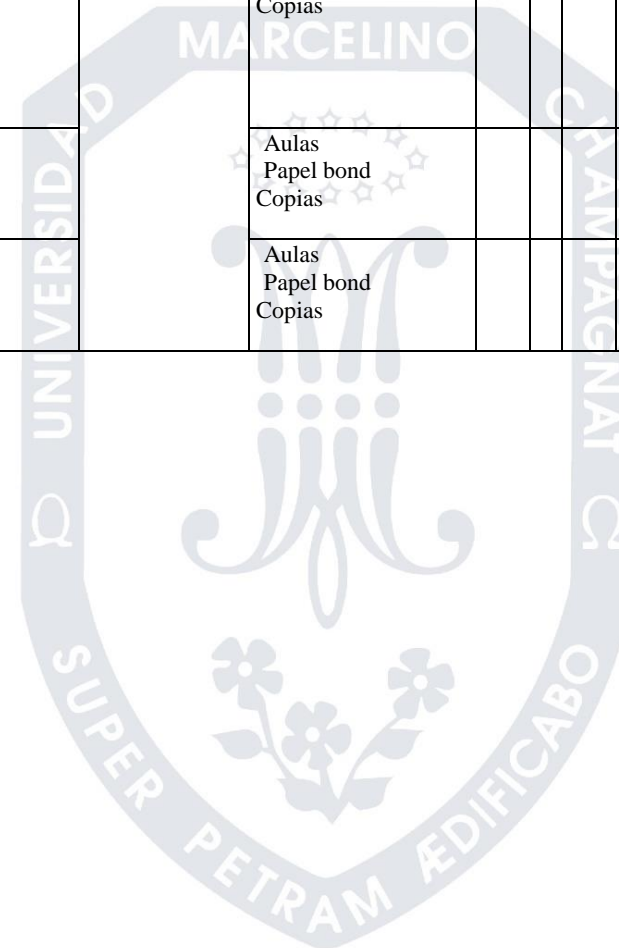 Copias
MARCELINO
Aulas
Papel bond
Copias
Aulas
Papel bond
Copias
UNIVERSIDAD
CHAMPAGNAT
Ω
Ω
SUPER PETRAM ÆDIFICABO